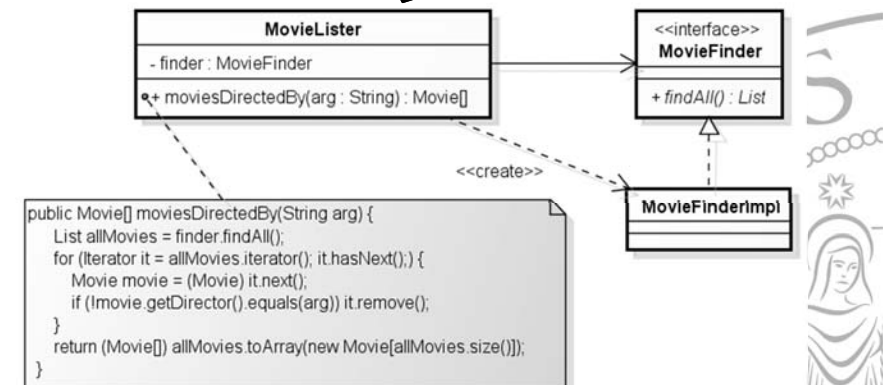 MovieLister
- finder : MovieFinder
+ moviesDirectedBy(arg : String) : Movie[]
<<interface>>
MovieFinder
+ findAll() : List
<<create>>
MovieFinderImpl
public Movie[] moviesDirectedBy(String arg) {
List allMovies = finder.findAll();
for (Iterator it = allMovies.iterator(); it.hasNext();) {
Movie movie = (Movie) it.next();
if (!movie.getDirector().equals(arg)) it.remove();
}
return (Movie[]) allMovies.toArray(new Movie[allMovies.size()]);
}